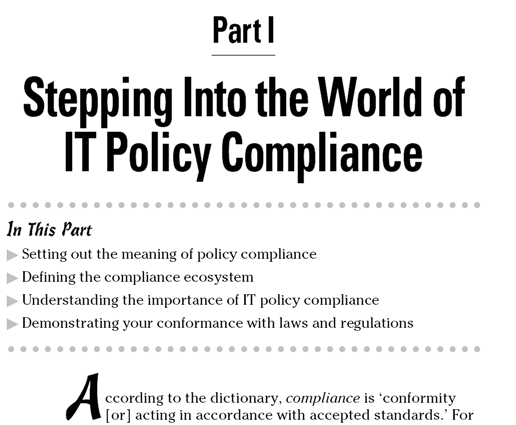 Part I
Stepping Into the World of
IT Policy Compliance
In This Part
Setting out the meaning of policy compliance
Defining the compliance ecosystem
Understanding the importance of IT policy compliance
Demonstrating your conformance with laws and regulations
According to the dictionary, compliance is ‘conformity
[or] acting in accordance with accepted standards.’ For